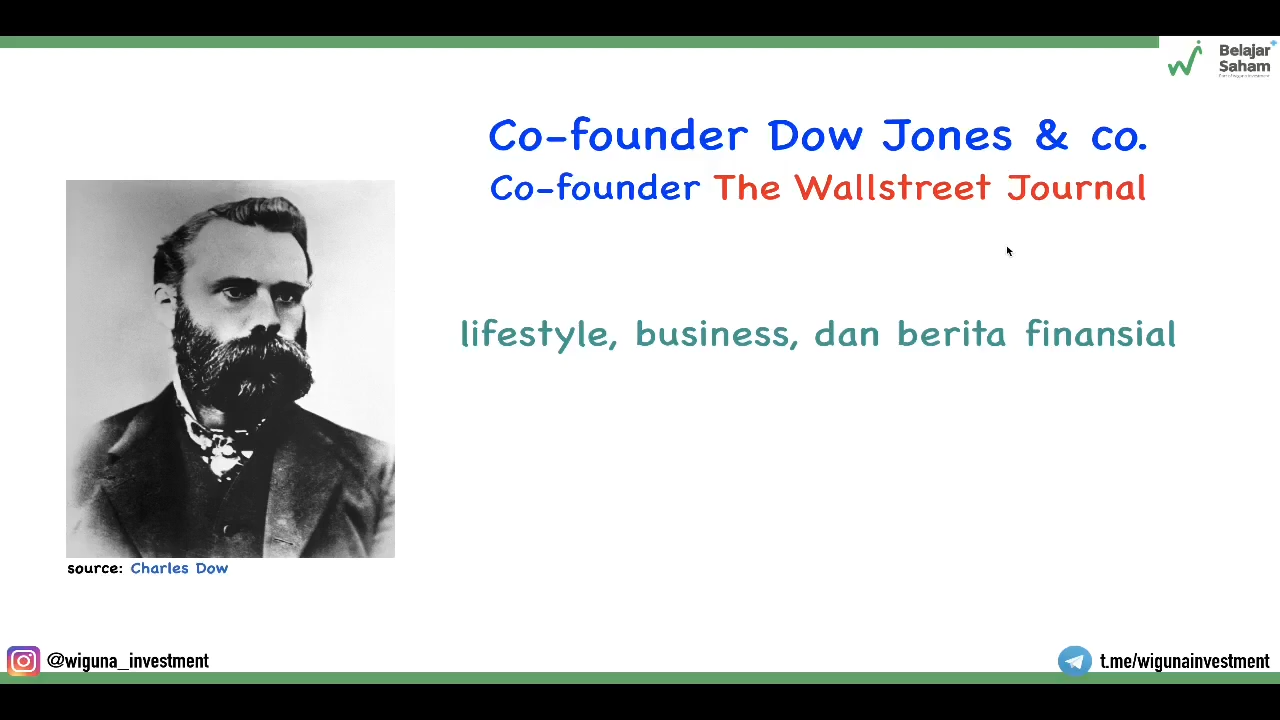 Belajar
Saham
Co-founder Dow Jones & co.
Co-founder The Wallstreet Journal
lifestyle, business, dan berita finansial
source: Charles Dow
@wiguna_investment
t.me/wigunainvestment